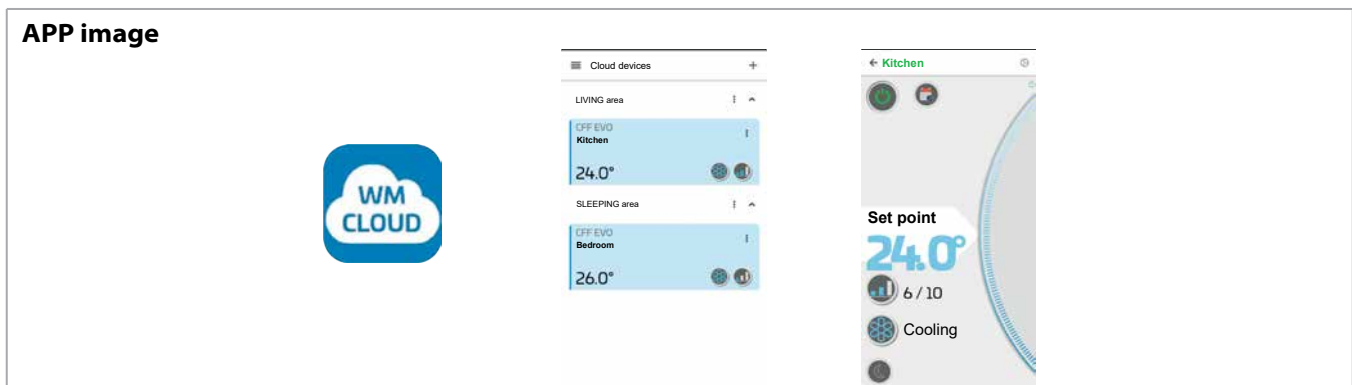 APP image
WM
CLOUD
Cloud devices +
LIVING area
CFF EVO
Kitchen
24.0°
SLEEPING area
CFF EVO
Bedroom
26.0°
← Kitchen
Set point
24.0°
6 / 10
Cooling